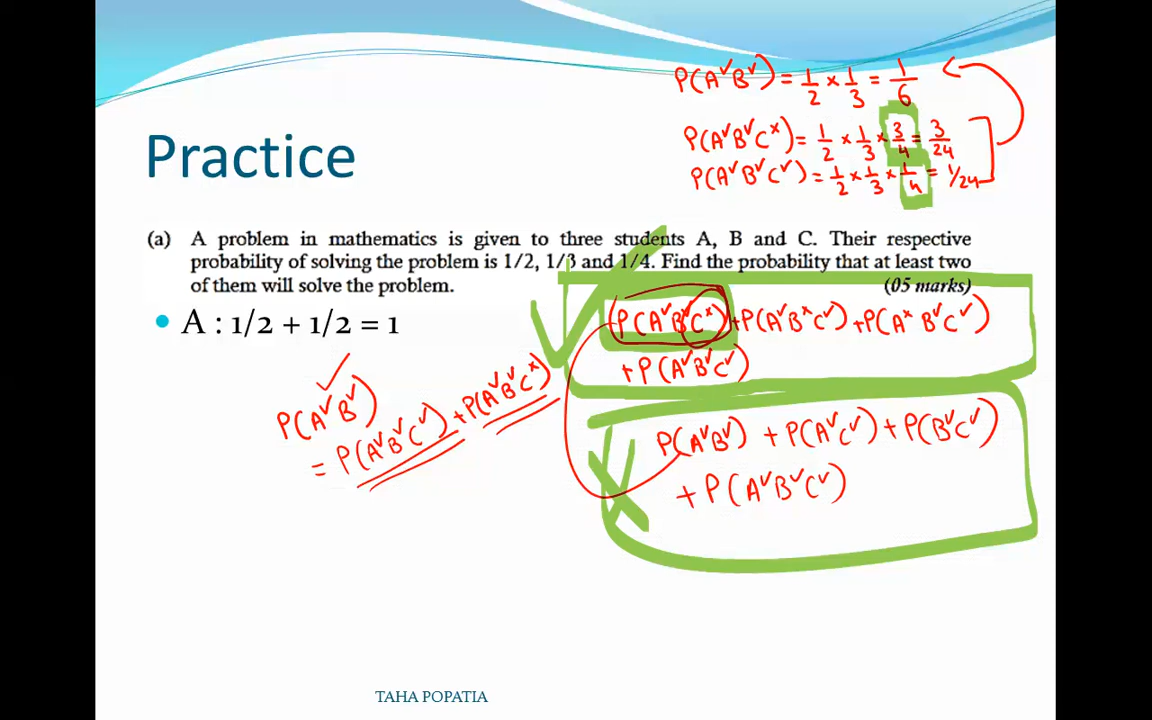 P(A✓B✓) = 1/2 × 1/3 = 1/6
P(A✓B✓C×) = 1/2 × 1/3 × 3/4 = 3/24
P(A✓B✓C✓) = 1/2 × 1/3 × 1/4 = 1/24
Practice
(a) A problem in mathematics is given to three students A, B and C. Their respective
probability of solving the problem is 1/2, 1/3 and 1/4. Find the probability that at least two
of them will solve the problem. (05 marks)
• A : 1/2 + 1/2 = 1
P(A✓B✓C×) + P(A✓B×C✓) + P(A×B✓C✓)
+ P(A✓B✓C✓)
P(A✓B✓)
= P(A✓B✓C✓) + P(A✓B✓C×)
P(A✓B✓) + P(A✓C✓) + P(B✓C✓)
+ P(A✓B✓C✓)
TAHA POPATIA